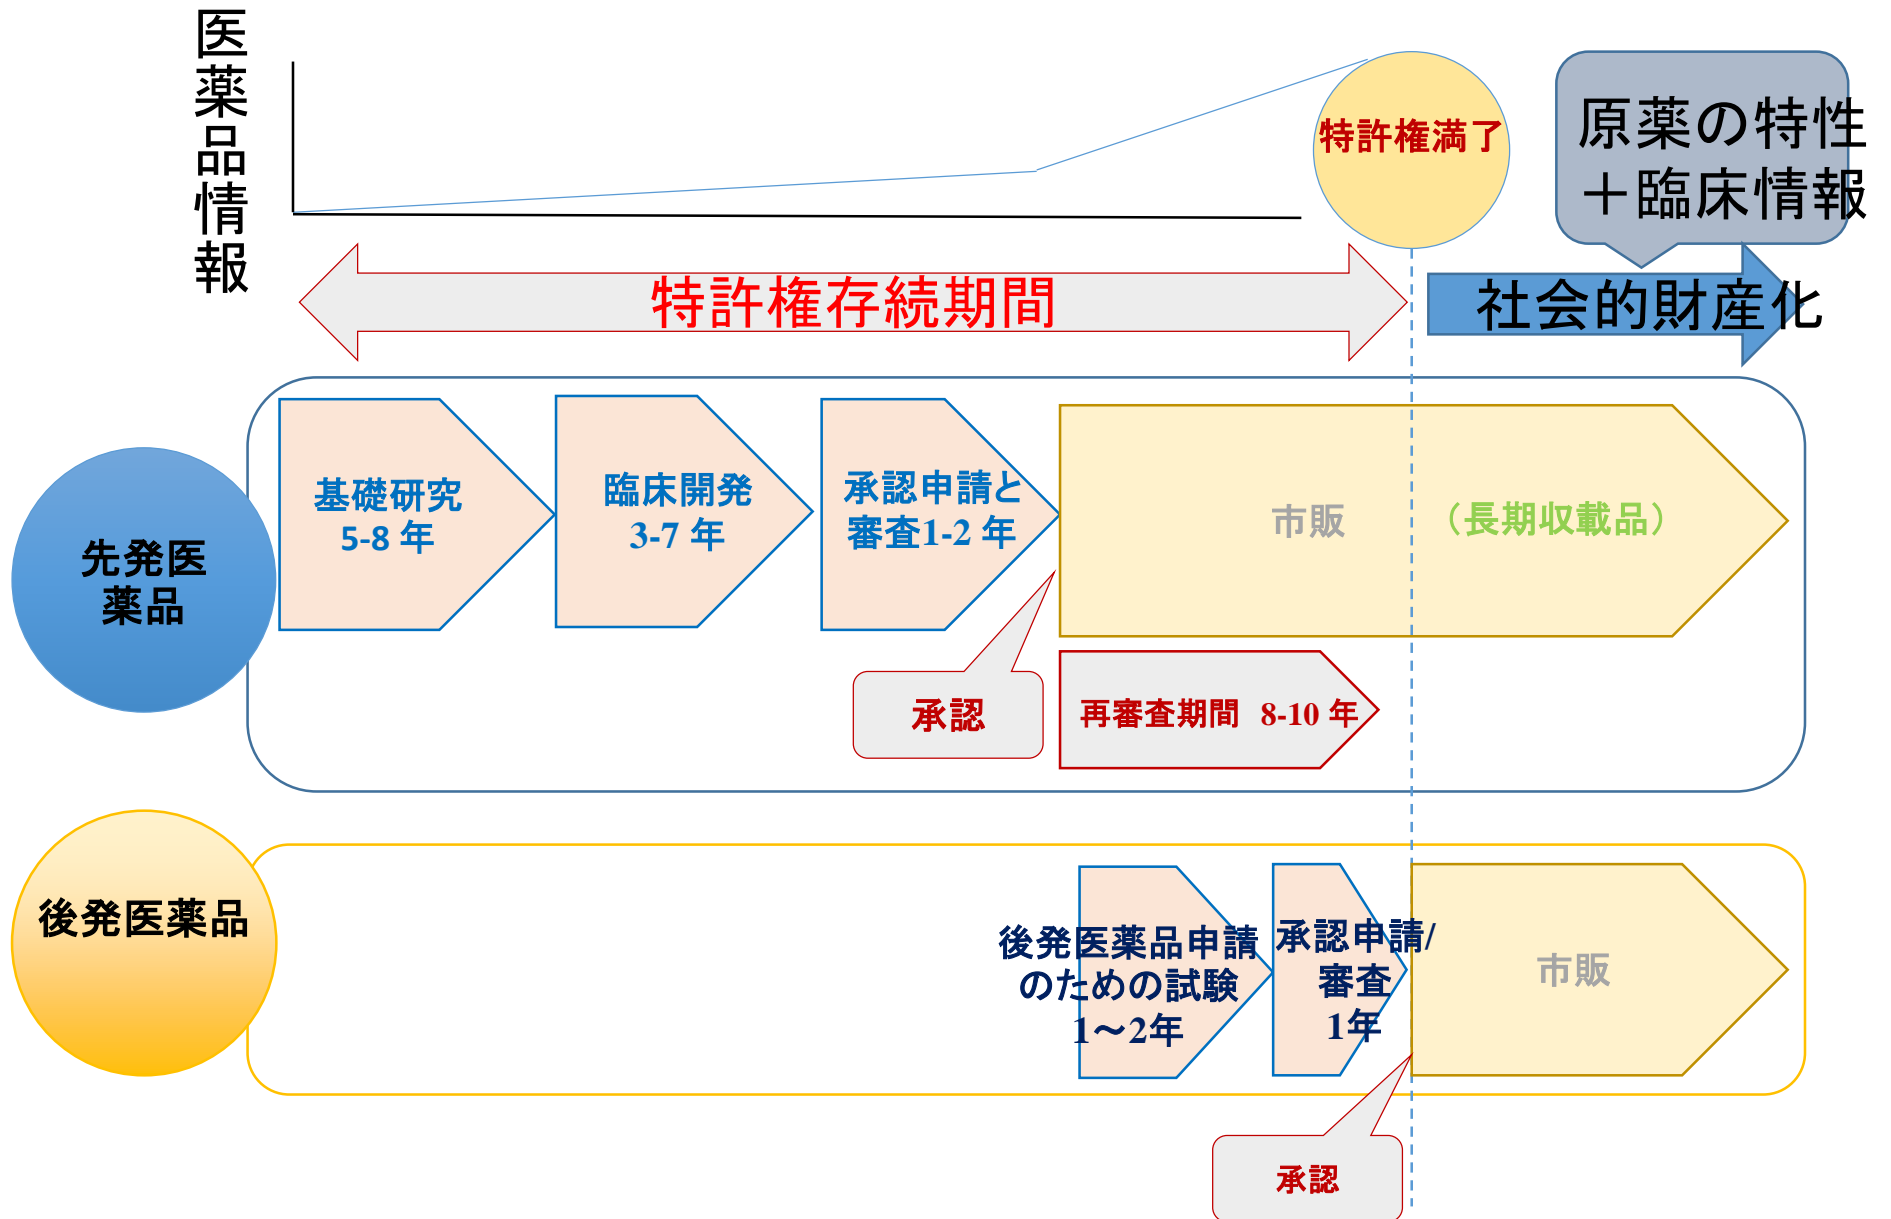 医薬品情報
特許権満了
原薬の特性
＋臨床情報
特許権存続期間
社会的財産化
先発医
薬品
基礎研究
5-8 年
臨床開発
3-7 年
承認申請と
審査1-2 年
市販
（長期収載品）
承認
再審査期間 8-10 年
後発医薬品
後発医薬品申請
のための試験
1～2年
承認申請/
審査
1年
市販
承認